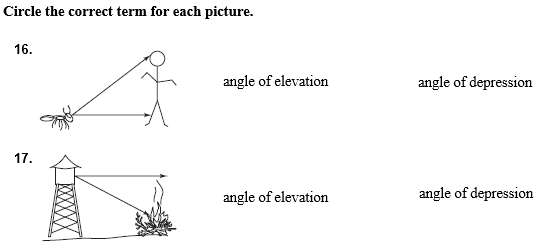 Circle the correct term for each picture.
16.
angle of elevation angle of depression
17.
angle of elevation angle of depression